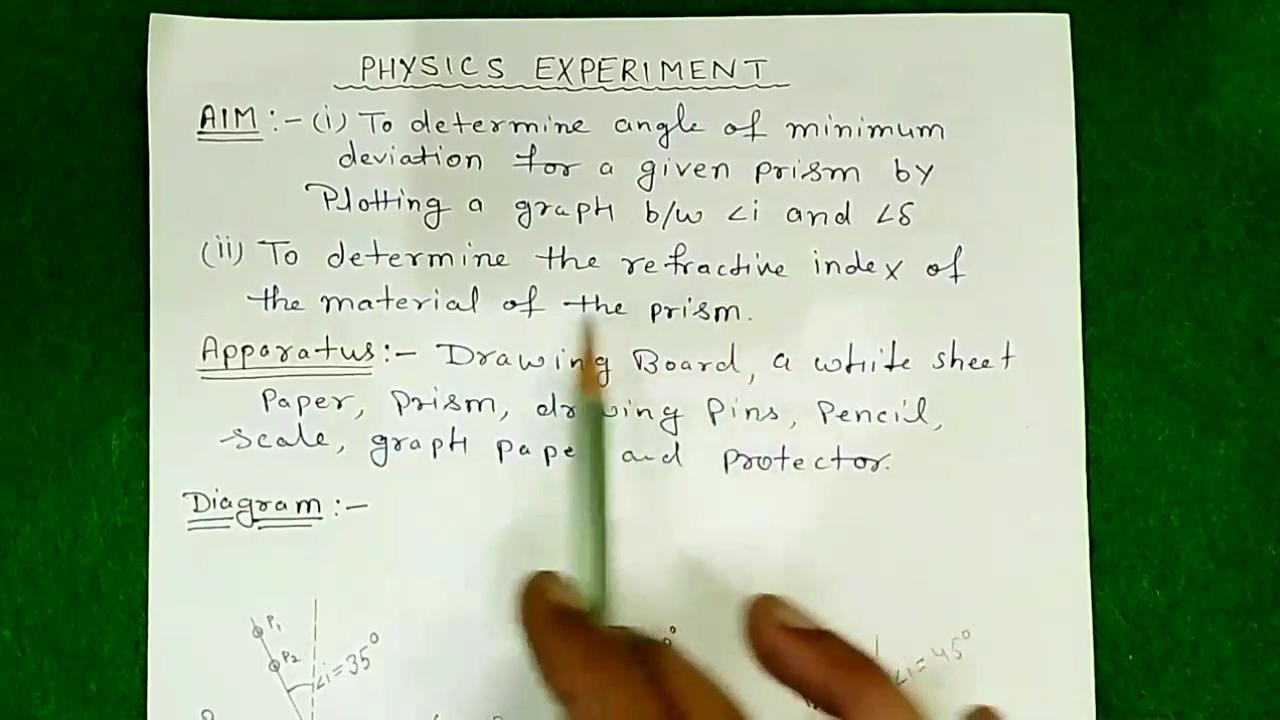 PHYSICS EXPERIMENT
AIM :- (i) To determine angle of minimum
deviation for a given prism by
Plotting a graph b/w ∠i and ∠δ
(ii) To determine the refractive index of
the material of the prism.
Apparatus :- Drawing Board, a white sheet
Paper, Prism, drawing Pins, Pencil,
scale, graph paper and Protector.
Diagram :-
P₁
P₂
∠i=35°
∠i=45°